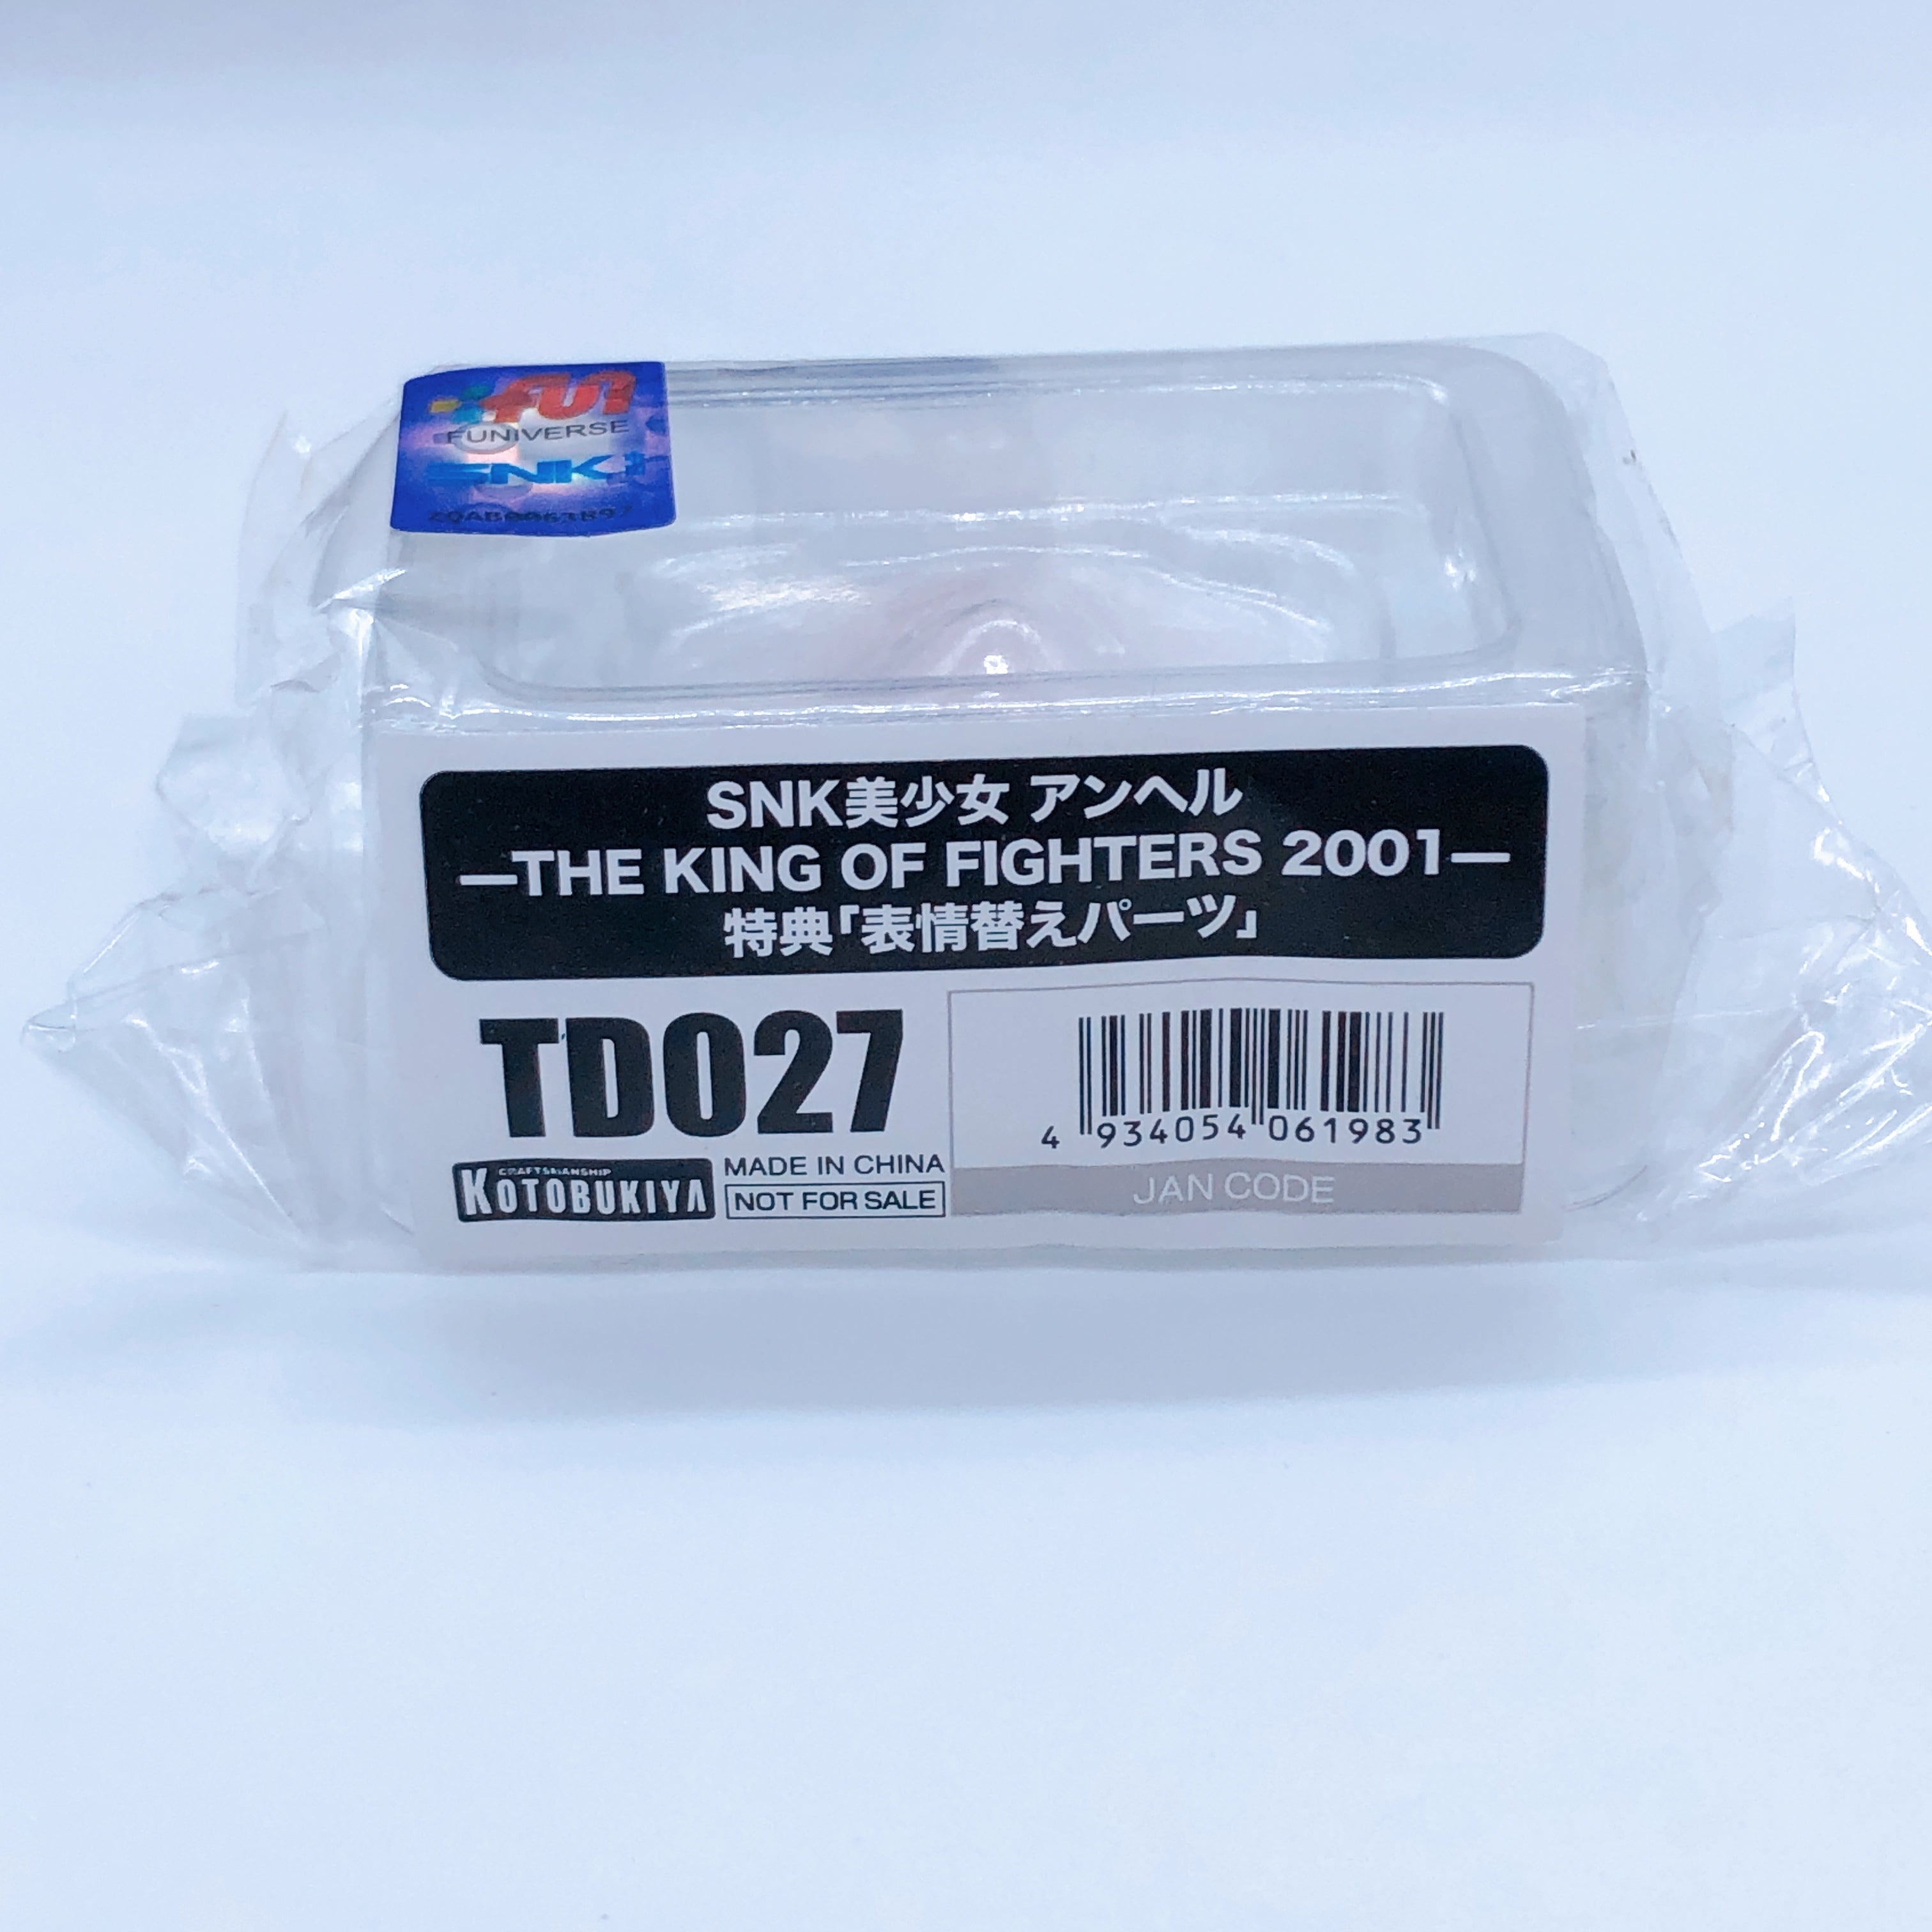 fun
FUNIVERSE
SNK
SNK美少女 アンヘル
—THE KING OF FIGHTERS 2001—
特典「表情替えパーツ」
TD027
CRAFTSMANSHIP
KOTOBUKIYA
MADE IN CHINA
NOT FOR SALE
4 934054 061983
JAN CODE